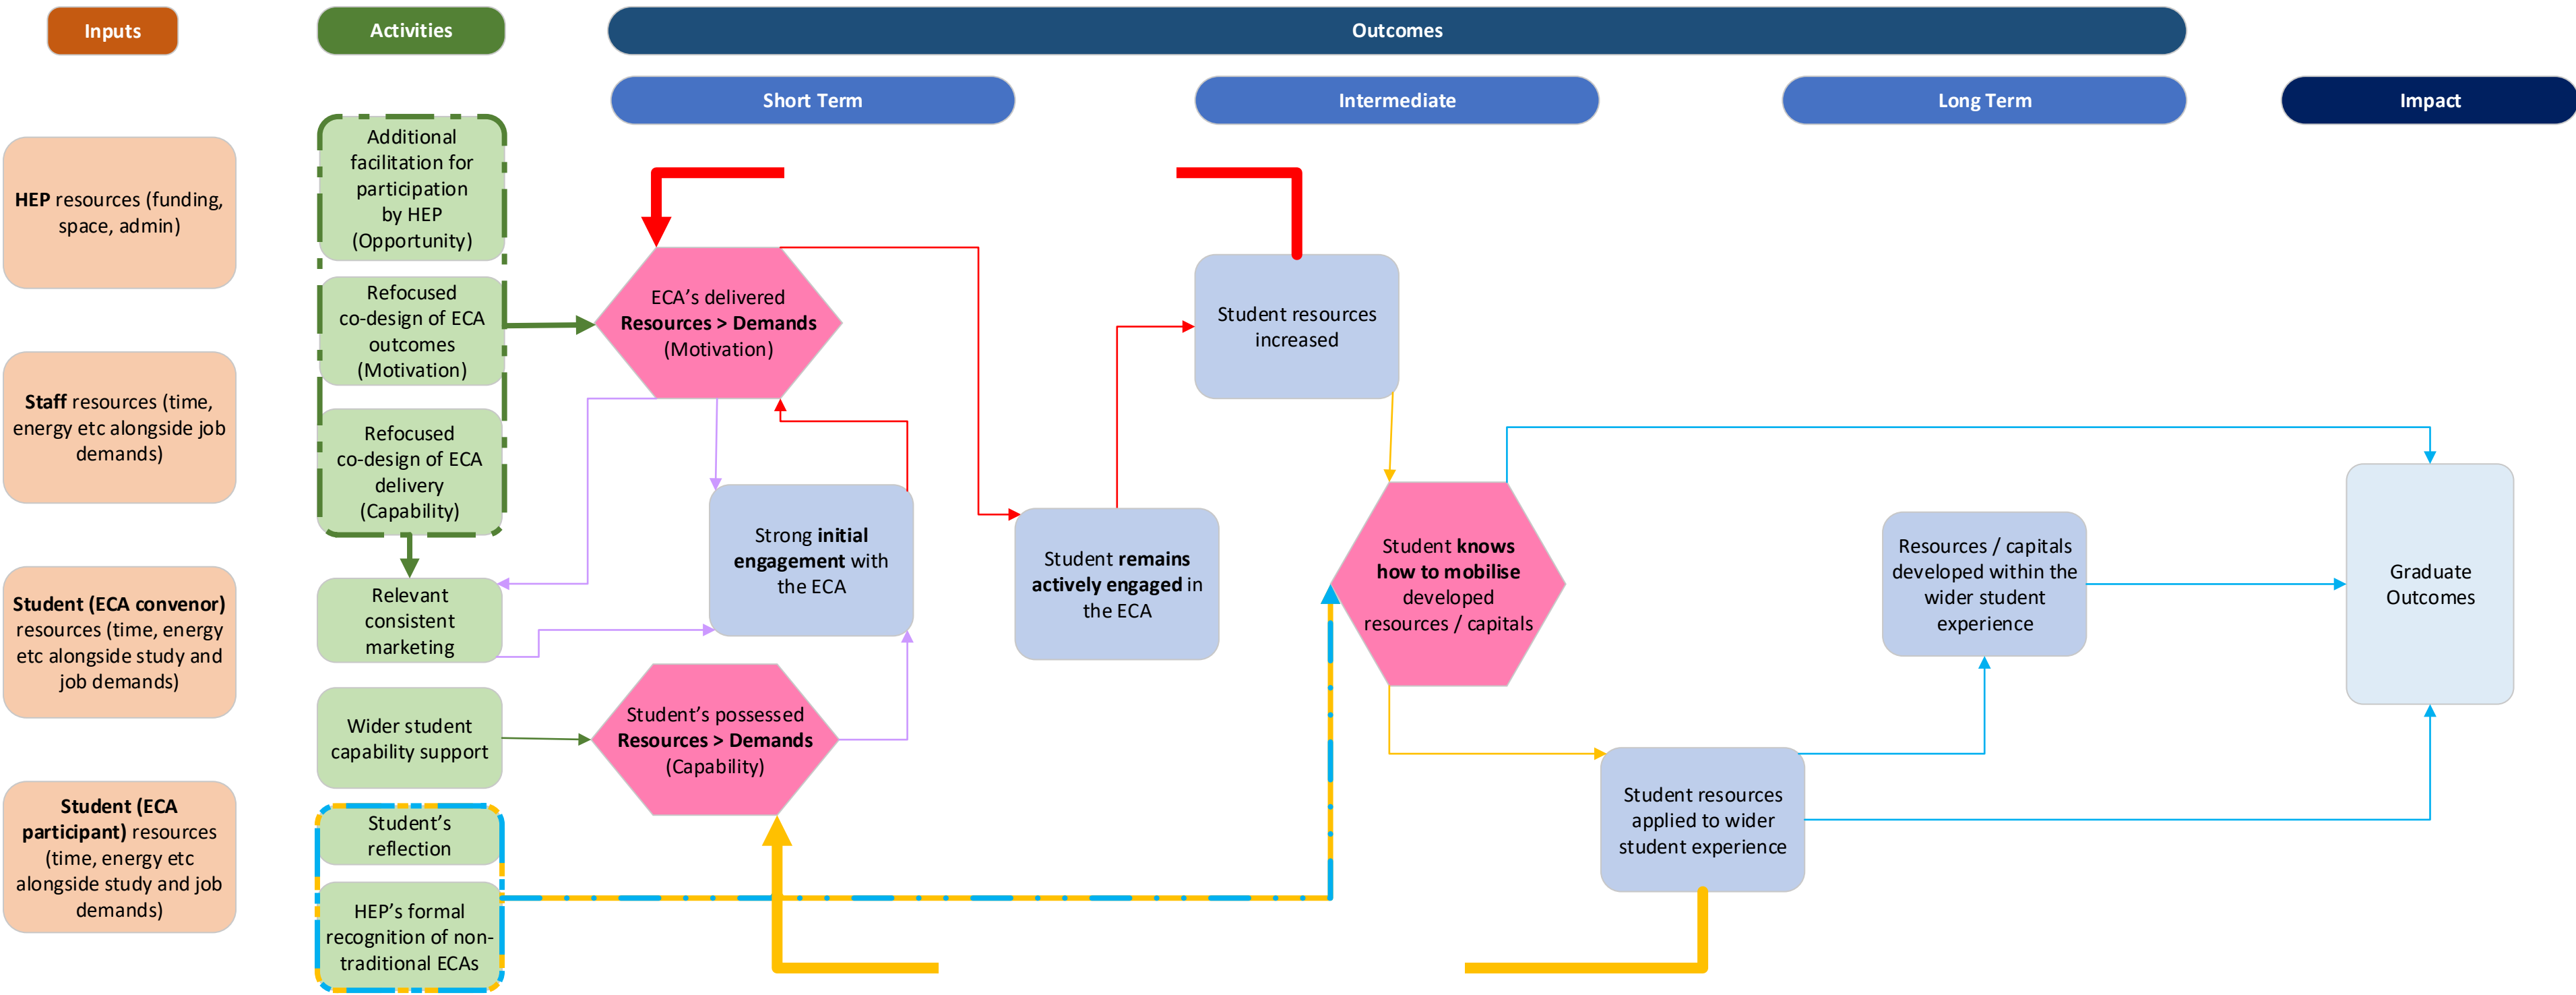 Inputs
Activities
Outcomes
Short Term
Intermediate
Long Term
Impact
HEP resources (funding,
space, admin)
Staff resources (time,
energy etc alongside job
demands)
Student (ECA convenor)
resources (time, energy
etc alongside study and
job demands)
Student (ECA
participant) resources
(time, energy etc
alongside study and job
demands)
Additional
facilitation for
participation
by HEP
(Opportunity)
Refocused
co-design of ECA
outcomes
(Motivation)
Refocused
co-design of ECA
delivery
(Capability)
Relevant
consistent
marketing
Wider student
capability support
Student’s
reflection
HEP’s formal
recognition of non-
traditional ECAs
ECA’s delivered
Resources > Demands
(Motivation)
Strong initial
engagement with
the ECA
Student’s possessed
Resources > Demands
(Capability)
Student remains
actively engaged in
the ECA
Student resources
increased
Student knows
how to mobilise
developed
resources / capitals
Student resources
applied to wider
student experience
Resources / capitals
developed within the
wider student
experience
Graduate
Outcomes